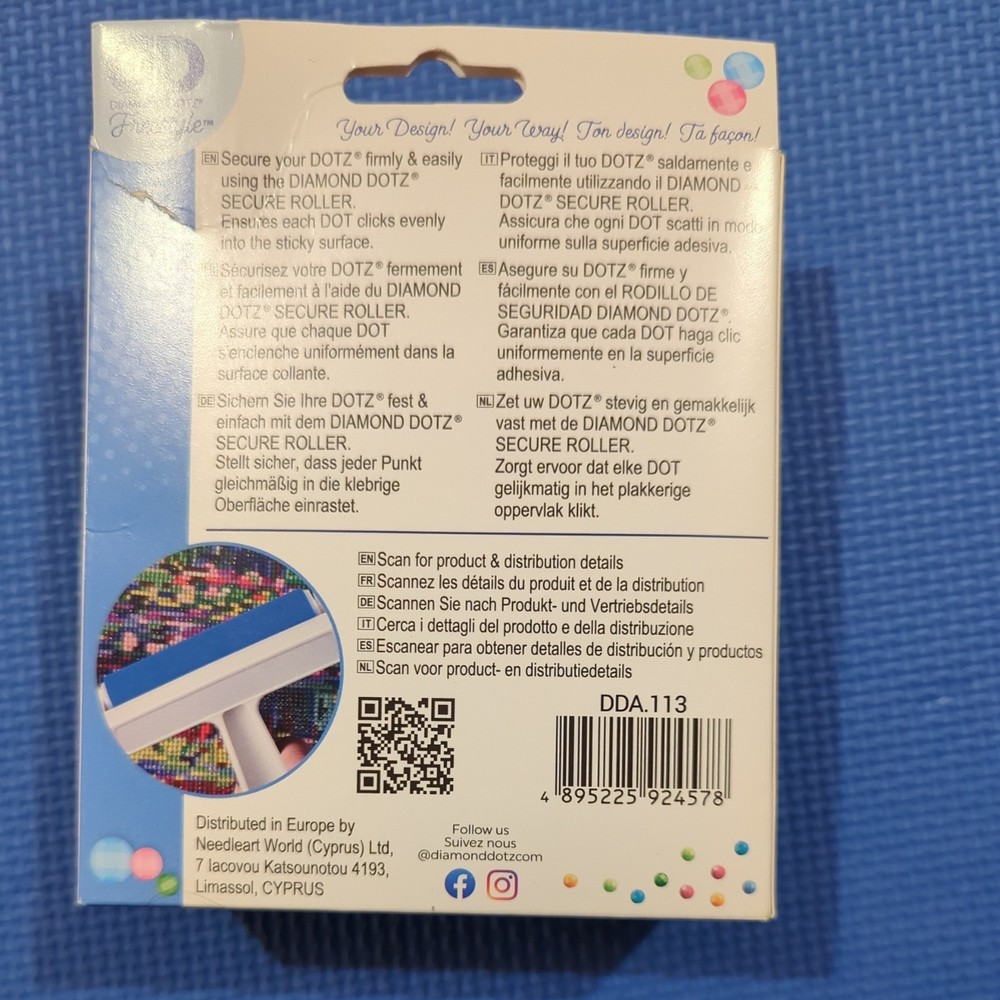 DIAMOND DOTZ®
Freestyle™
Your Design! Your Way! Ton design! Ta façon!
EN Secure your DOTZ® firmly & easily
using the DIAMOND DOTZ®
SECURE ROLLER.
Ensures each DOT clicks evenly
into the sticky surface.
FR Sécurisez votre DOTZ® fermement
et facilement à l'aide du DIAMOND
DOTZ® SECURE ROLLER.
Assure que chaque DOT
s'enclenche uniformément dans la
surface collante.
DE Sichern Sie Ihre DOTZ® fest &
einfach mit dem DIAMOND DOTZ®
SECURE ROLLER.
Stellt sicher, dass jeder Punkt
gleichmäßig in die klebrige
Oberfläche einrastet.
IT Proteggi il tuo DOTZ® saldamente e
facilmente utilizzando il DIAMOND
DOTZ® SECURE ROLLER.
Assicura che ogni DOT scatti in modo
uniforme sulla superficie adesiva.
ES Asegure su DOTZ® firme y
fácilmente con el RODILLO DE
SEGURIDAD DIAMOND DOTZ®.
Garantiza que cada DOT haga clic
uniformemente en la superficie
adhesiva.
NL Zet uw DOTZ® stevig en gemakkelijk
vast met de DIAMOND DOTZ®
SECURE ROLLER.
Zorgt ervoor dat elke DOT
gelijkmatig in het plakkerige
oppervlak klikt.
EN Scan for product & distribution details
FR Scannez les détails du produit et de la distribution
DE Scannen Sie nach Produkt- und Vertriebsdetails
IT Cerca i dettagli del prodotto e della distribuzione
ES Escanear para obtener detalles de distribución y productos
NL Scan voor product- en distributiedetails
DDA.113
4 895225 924578
Distributed in Europe by
Needleart World (Cyprus) Ltd,
7 Iacovou Katsounotou 4193,
Limassol, CYPRUS
Follow us
Suivez nous
@diamonddotzcom